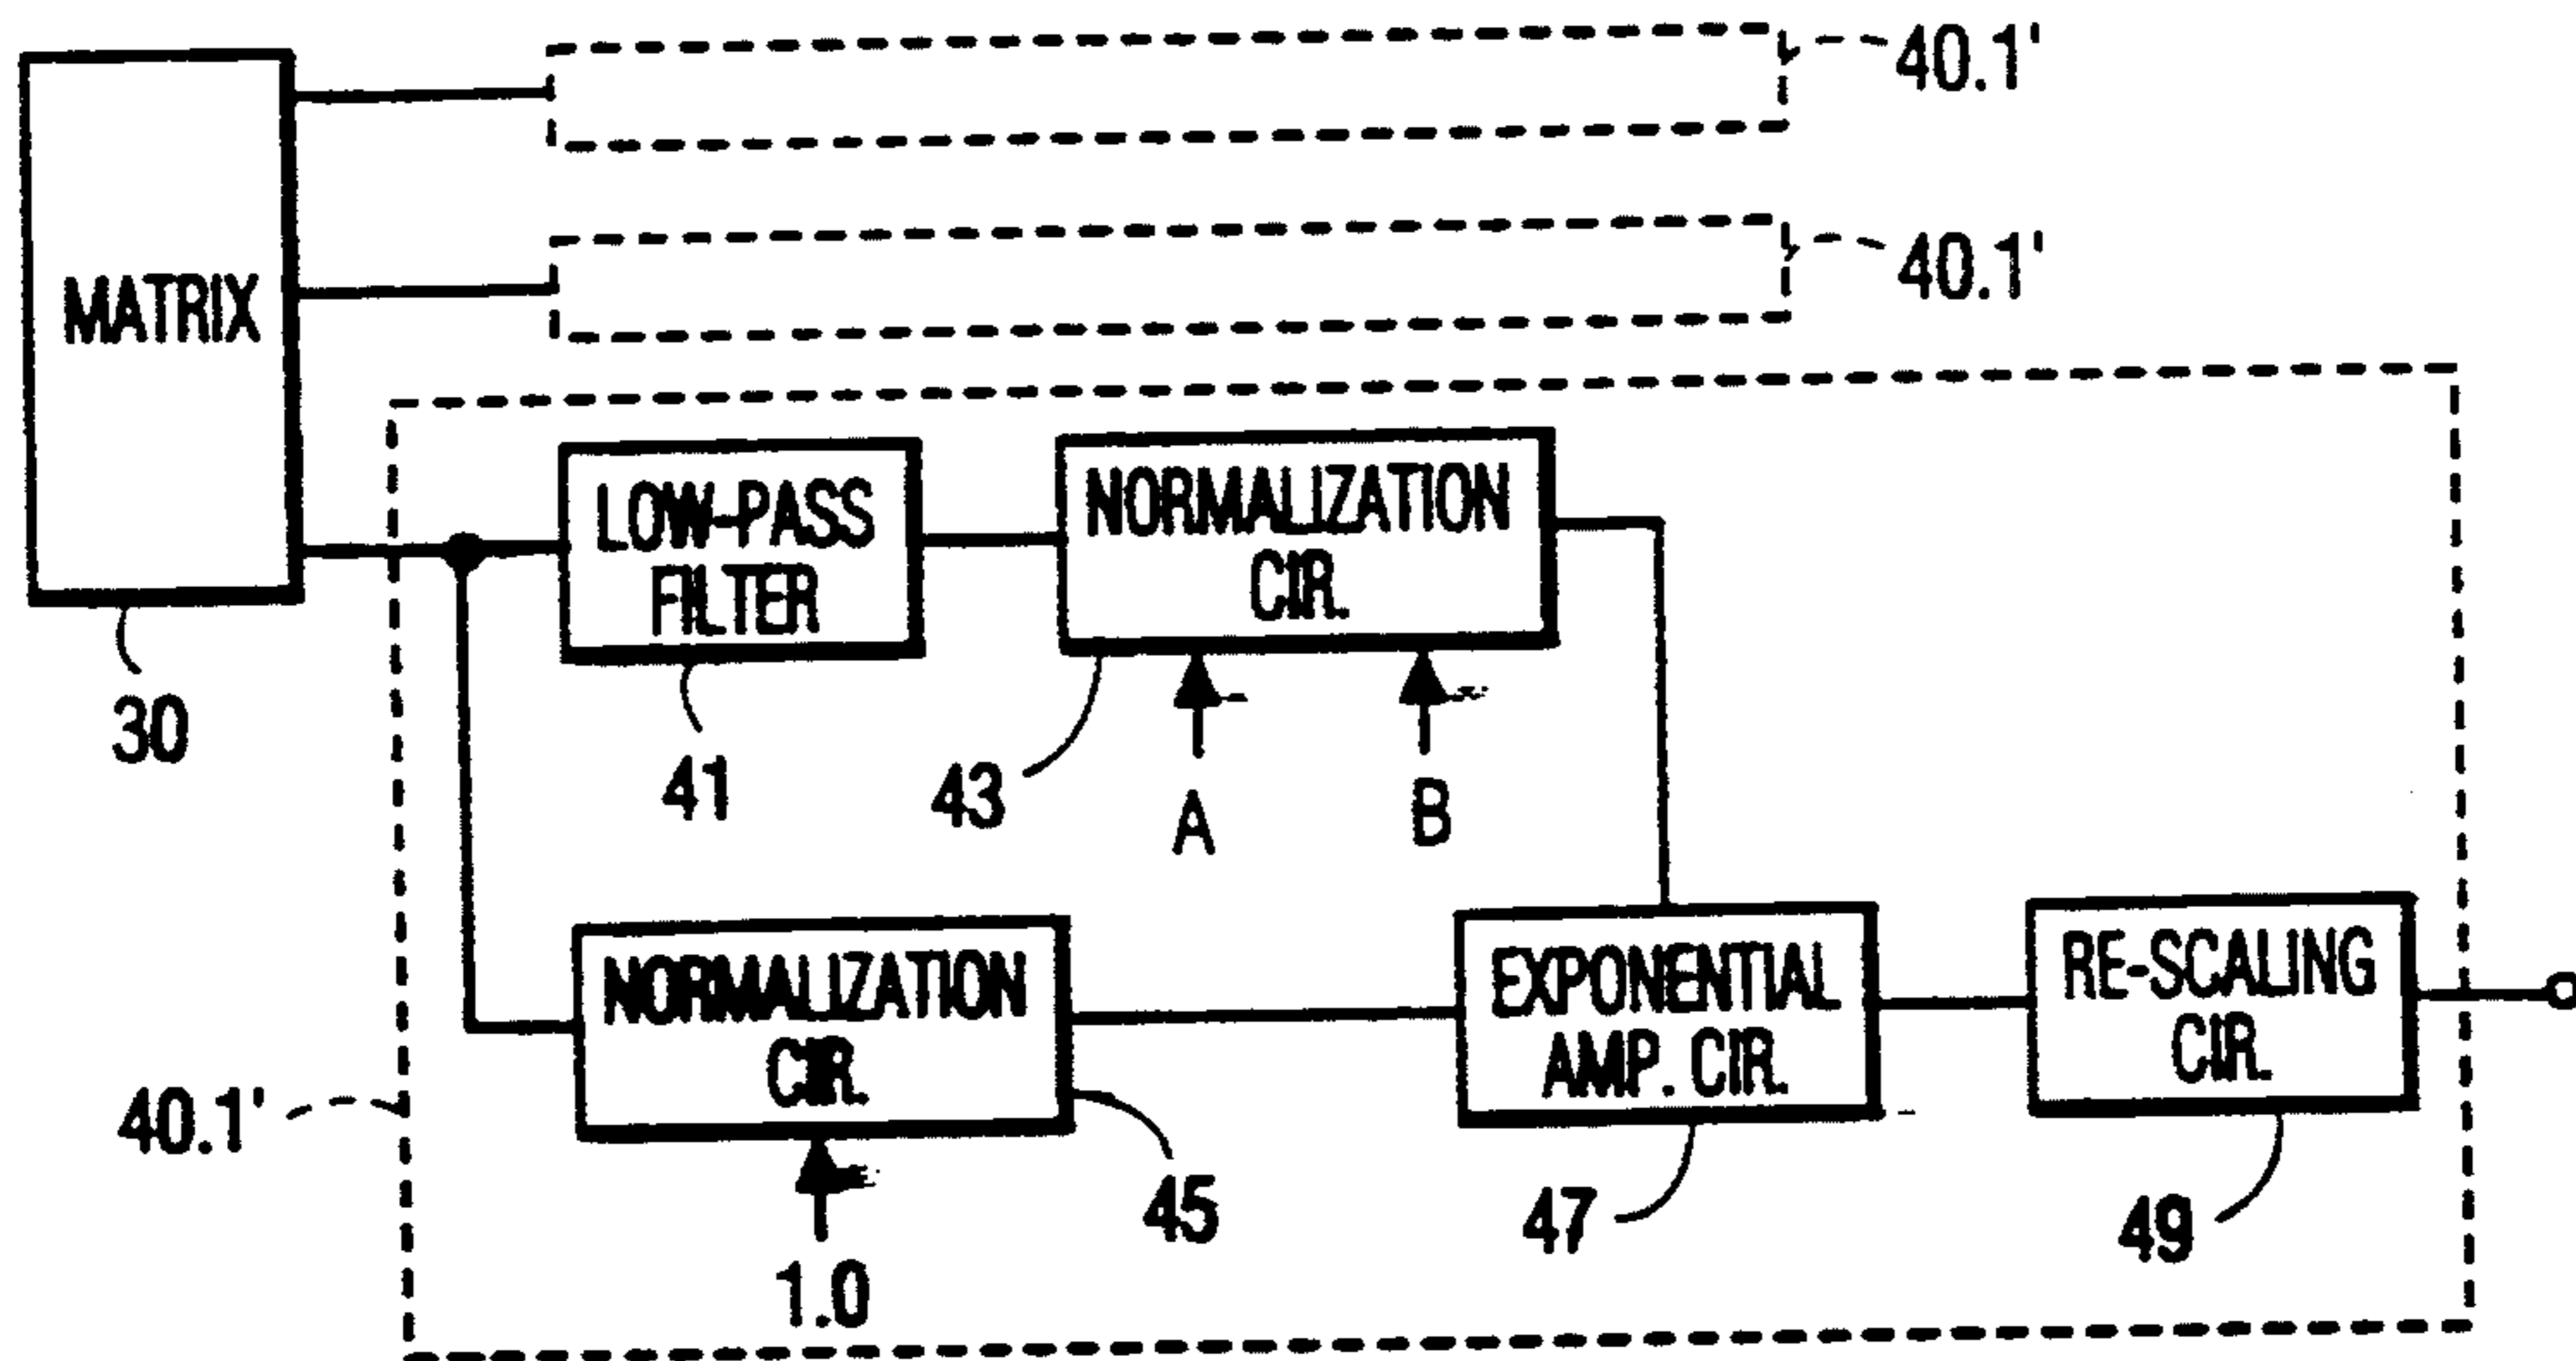 40.1'
40.1'
MATRIX
30
LOW-PASS
FILTER
41
NORMALIZATION
CIR.
43
A
B
NORMALIZATION
CIR.
45
1.0
EXPONENTIAL
AMP. CIR.
47
RE-SCALING
CIR.
49
40.1'